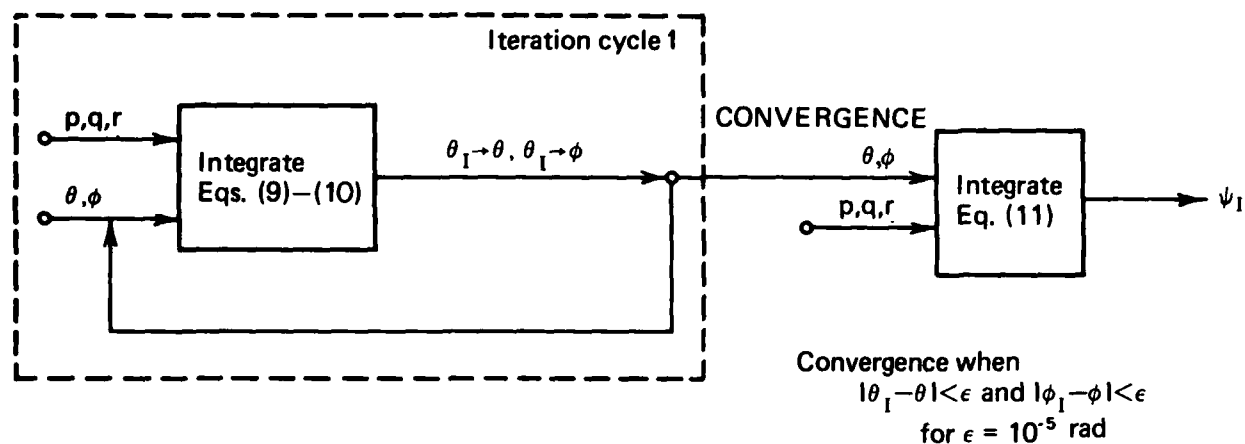 Iteration cycle 1
p,q,r
θ,ϕ
Integrate
Eqs. (9)–(10)
θ_I→θ, θ_I→ϕ
CONVERGENCE
θ,ϕ
p,q,r
Integrate
Eq. (11)
ψ_I
Convergence when
|θ_I–θ|<ϵ and |ϕ_I–ϕ|<ϵ
for ϵ = 10^-5 rad